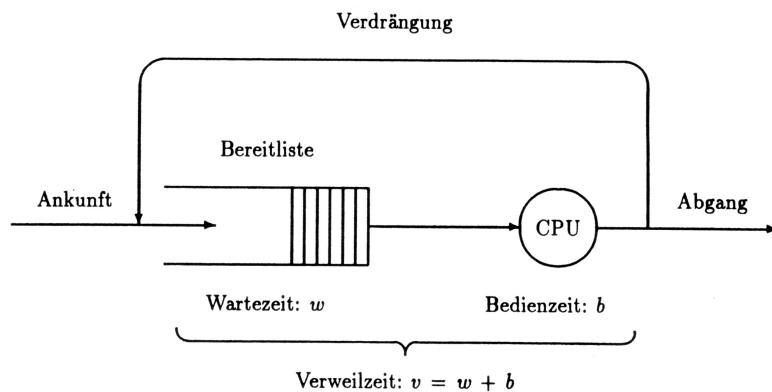 Verdrängung
Bereitliste
Ankunft
CPU
Abgang
Wartezeit: w
Bedienzeit: b
Verweilzeit: v = w + b